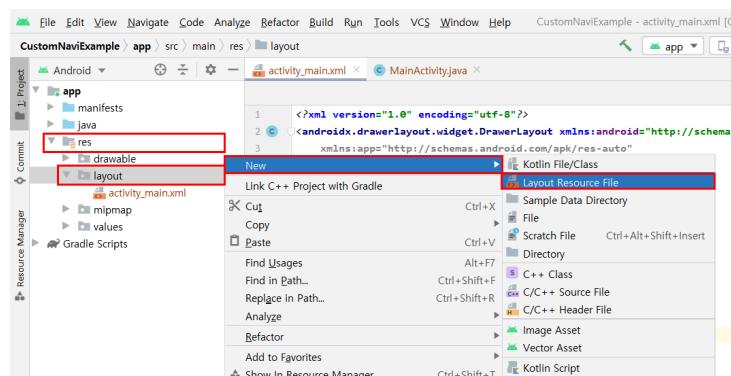 File Edit View Navigate Code Analyze Refactor Build Run Tools VCS Window Help CustomNaviExample - activity_main.xml [C
CustomNaviExample app src main res layout app
Android activity_main.xml MainActivity.java
1: Project
Commit
Resource Manager
app
manifests
java
res
drawable
layout
activity_main.xml
mipmap
values
Gradle Scripts
1 <?xml version="1.0" encoding="utf-8"?>
2 <androidx.drawerlayout.widget.DrawerLayout xmlns:android="http://schema
3 xmlns:app="http://schemas.android.com/apk/res-auto"
New
Link C++ Project with Gradle
Cut Ctrl+X
Copy
Paste Ctrl+V
Find Usages Alt+F7
Find in Path... Ctrl+Shift+F
Replace in Path... Ctrl+Shift+R
Analyze
Refactor
Add to Favorites
Show In Resource Manager Ctrl+Shift+T
Kotlin File/Class
Layout Resource File
Sample Data Directory
File
Scratch File Ctrl+Alt+Shift+Insert
Directory
C++ Class
C/C++ Source File
C/C++ Header File
Image Asset
Vector Asset
Kotlin Script